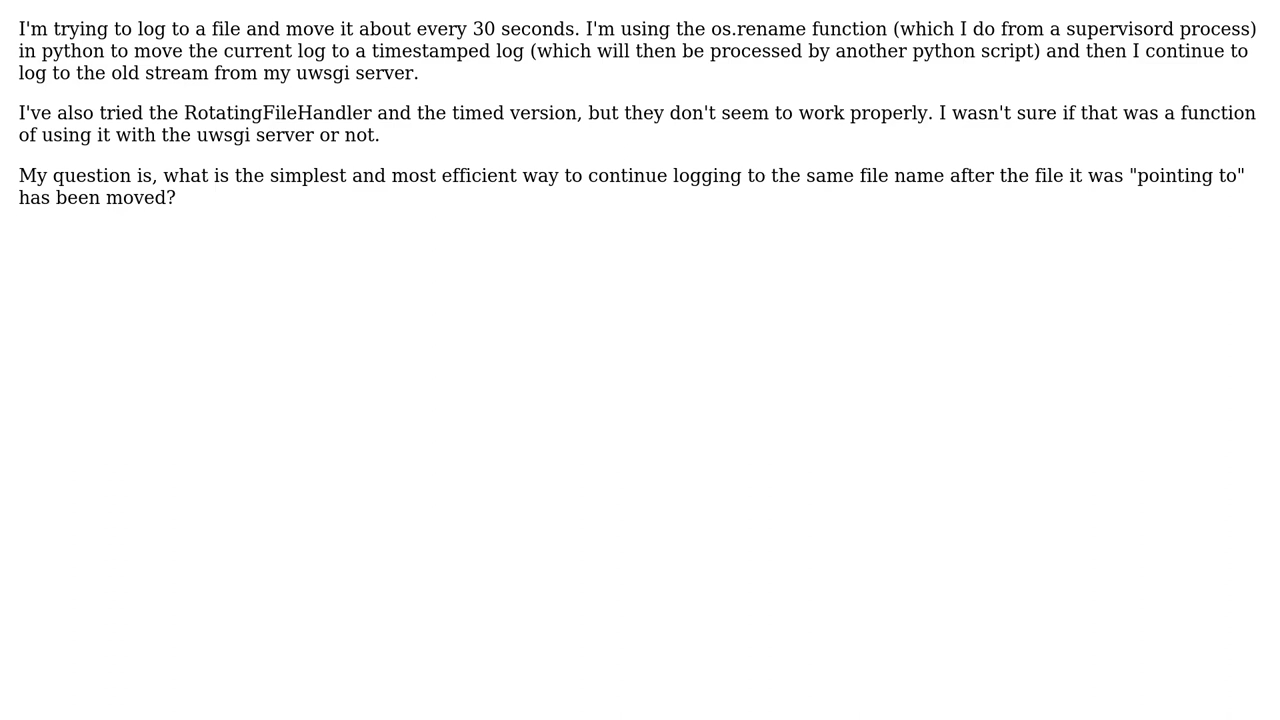 I'm trying to log to a file and move it about every 30 seconds. I'm using the os.rename function (which I do from a supervisord process)
in python to move the current log to a timestamped log (which will then be processed by another python script) and then I continue to
log to the old stream from my uwsgi server.
I've also tried the RotatingFileHandler and the timed version, but they don't seem to work properly. I wasn't sure if that was a function
of using it with the uwsgi server or not.
My question is, what is the simplest and most efficient way to continue logging to the same file name after the file it was "pointing to"
has been moved?